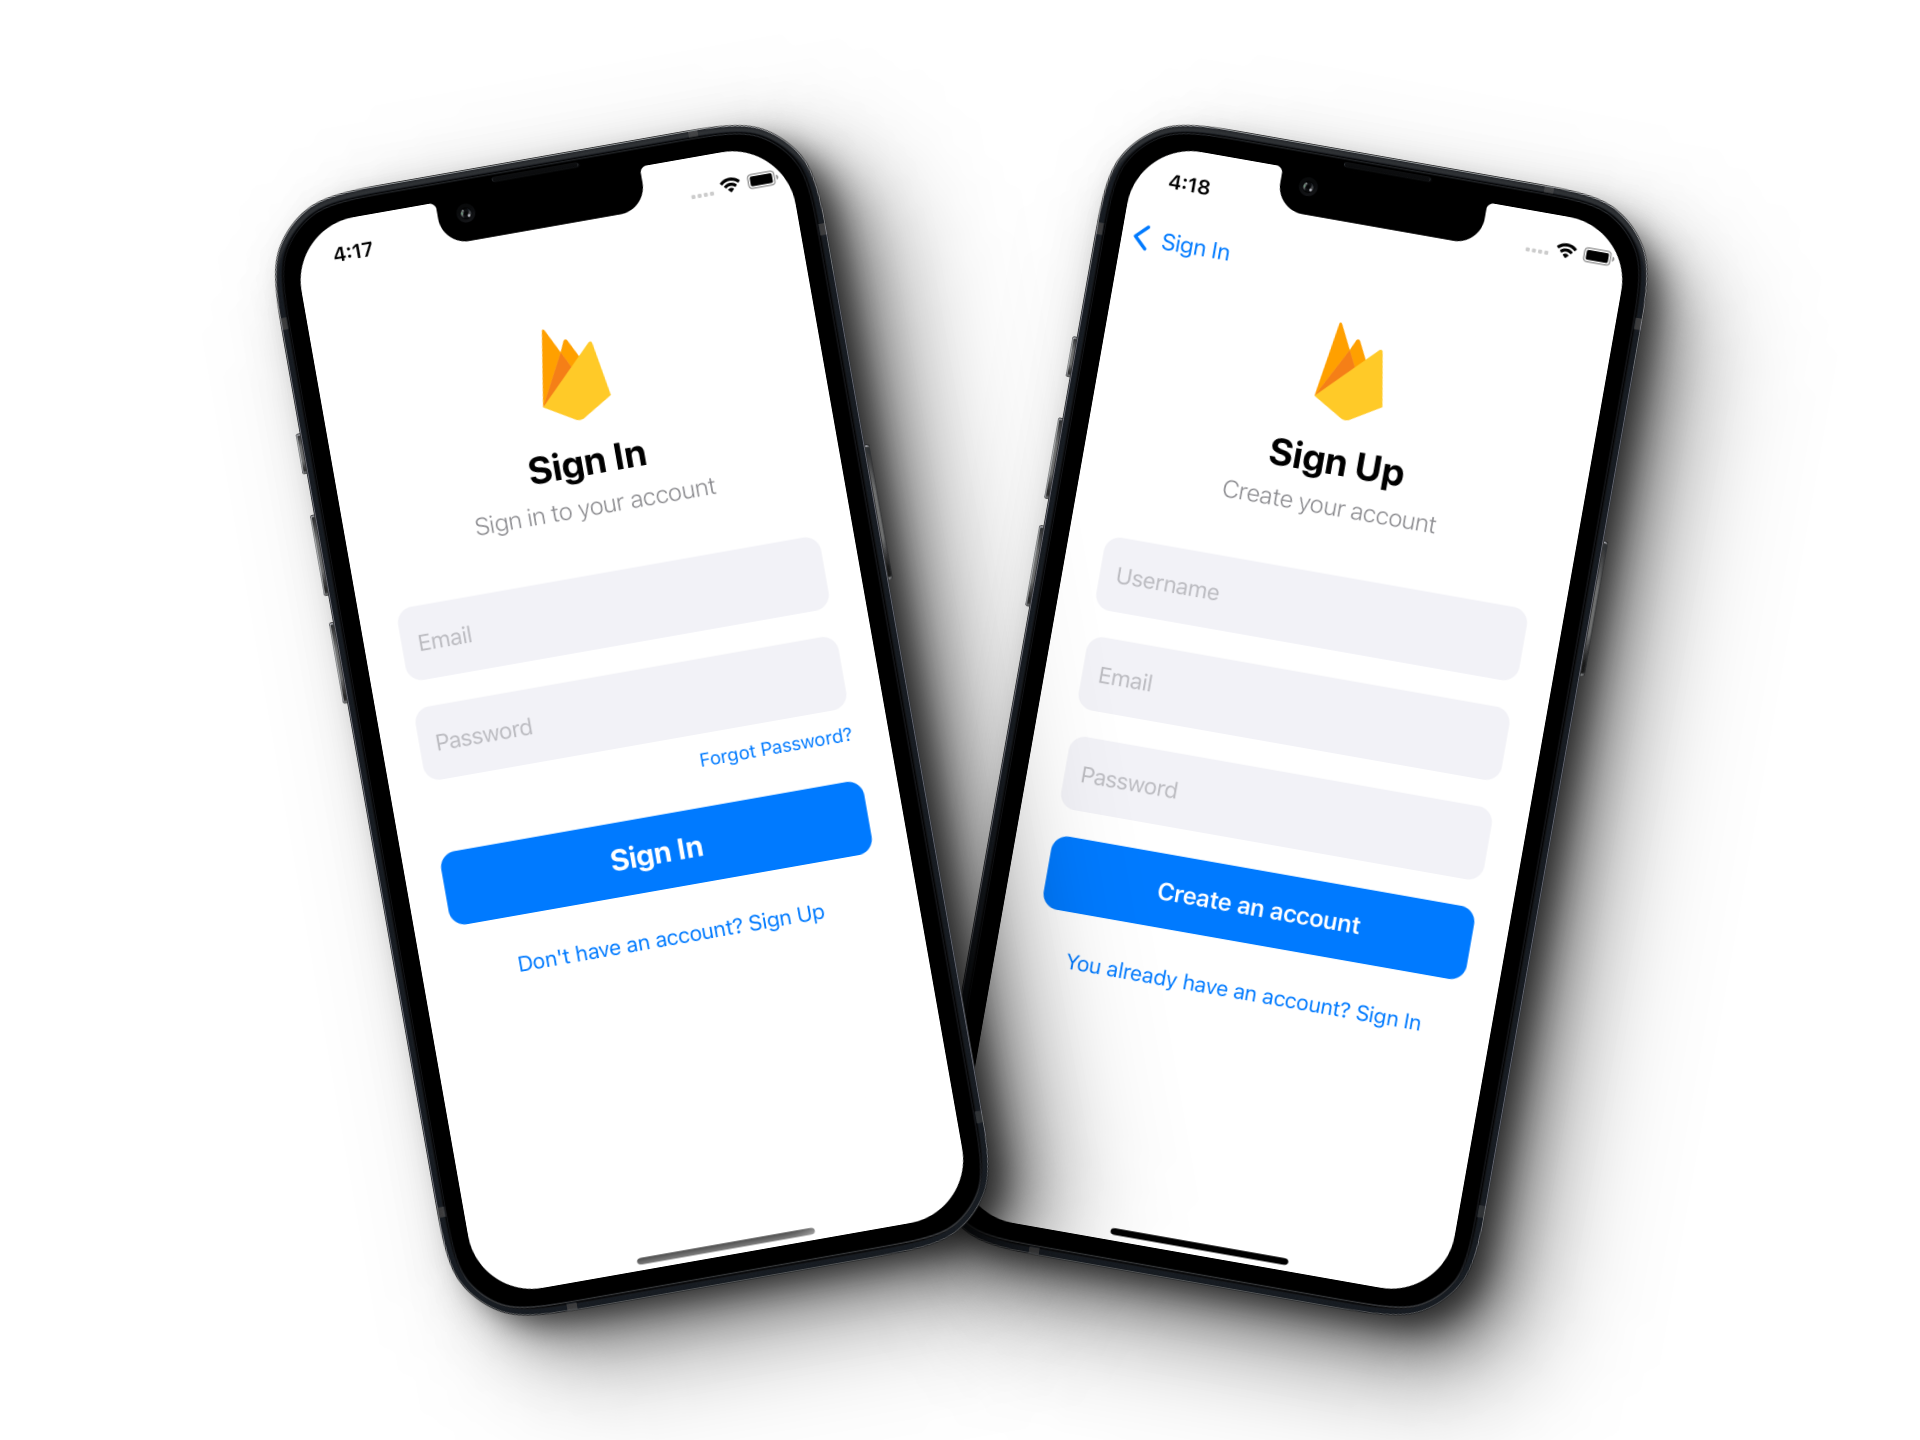 4:17
Sign In
Sign in to your account
Email
Password
Forgot Password?
Sign In
Don't have an account? Sign Up
4:18
Sign In
Sign Up
Create your account
Username
Email
Password
Create an account
You already have an account? Sign In